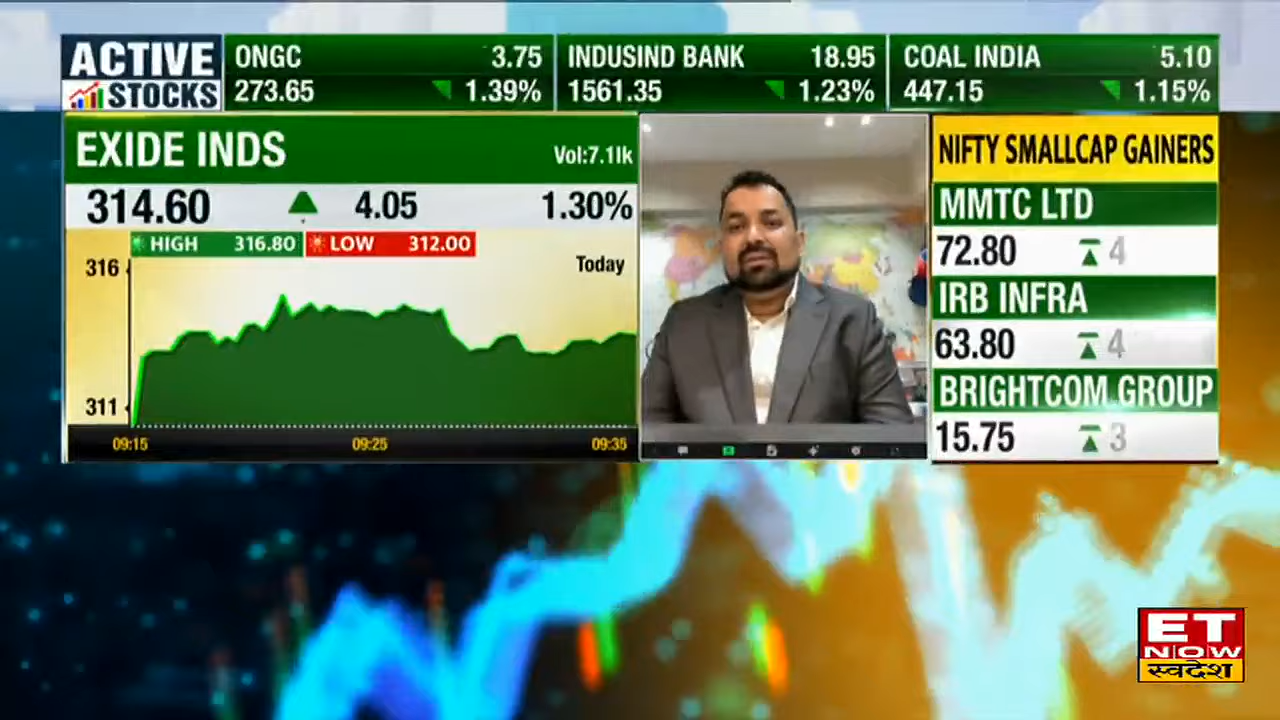 ACTIVE
STOCKS
ONGC 3.75
273.65 1.39%
INDUSIND BANK 18.95
1561.35 1.23%
COAL INDIA 5.10
447.15 1.15%
EXIDE INDS Vol:7.1lk
314.60 4.05 1.30%
HIGH 316.80 LOW 312.00
Today
316
311
09:15 09:25 09:35
NIFTY SMALLCAP GAINERS
MMTC LTD
72.80 4
IRB INFRA
63.80 4
BRIGHTCOM GROUP
15.75 3
ET
NOW
स्वदेश